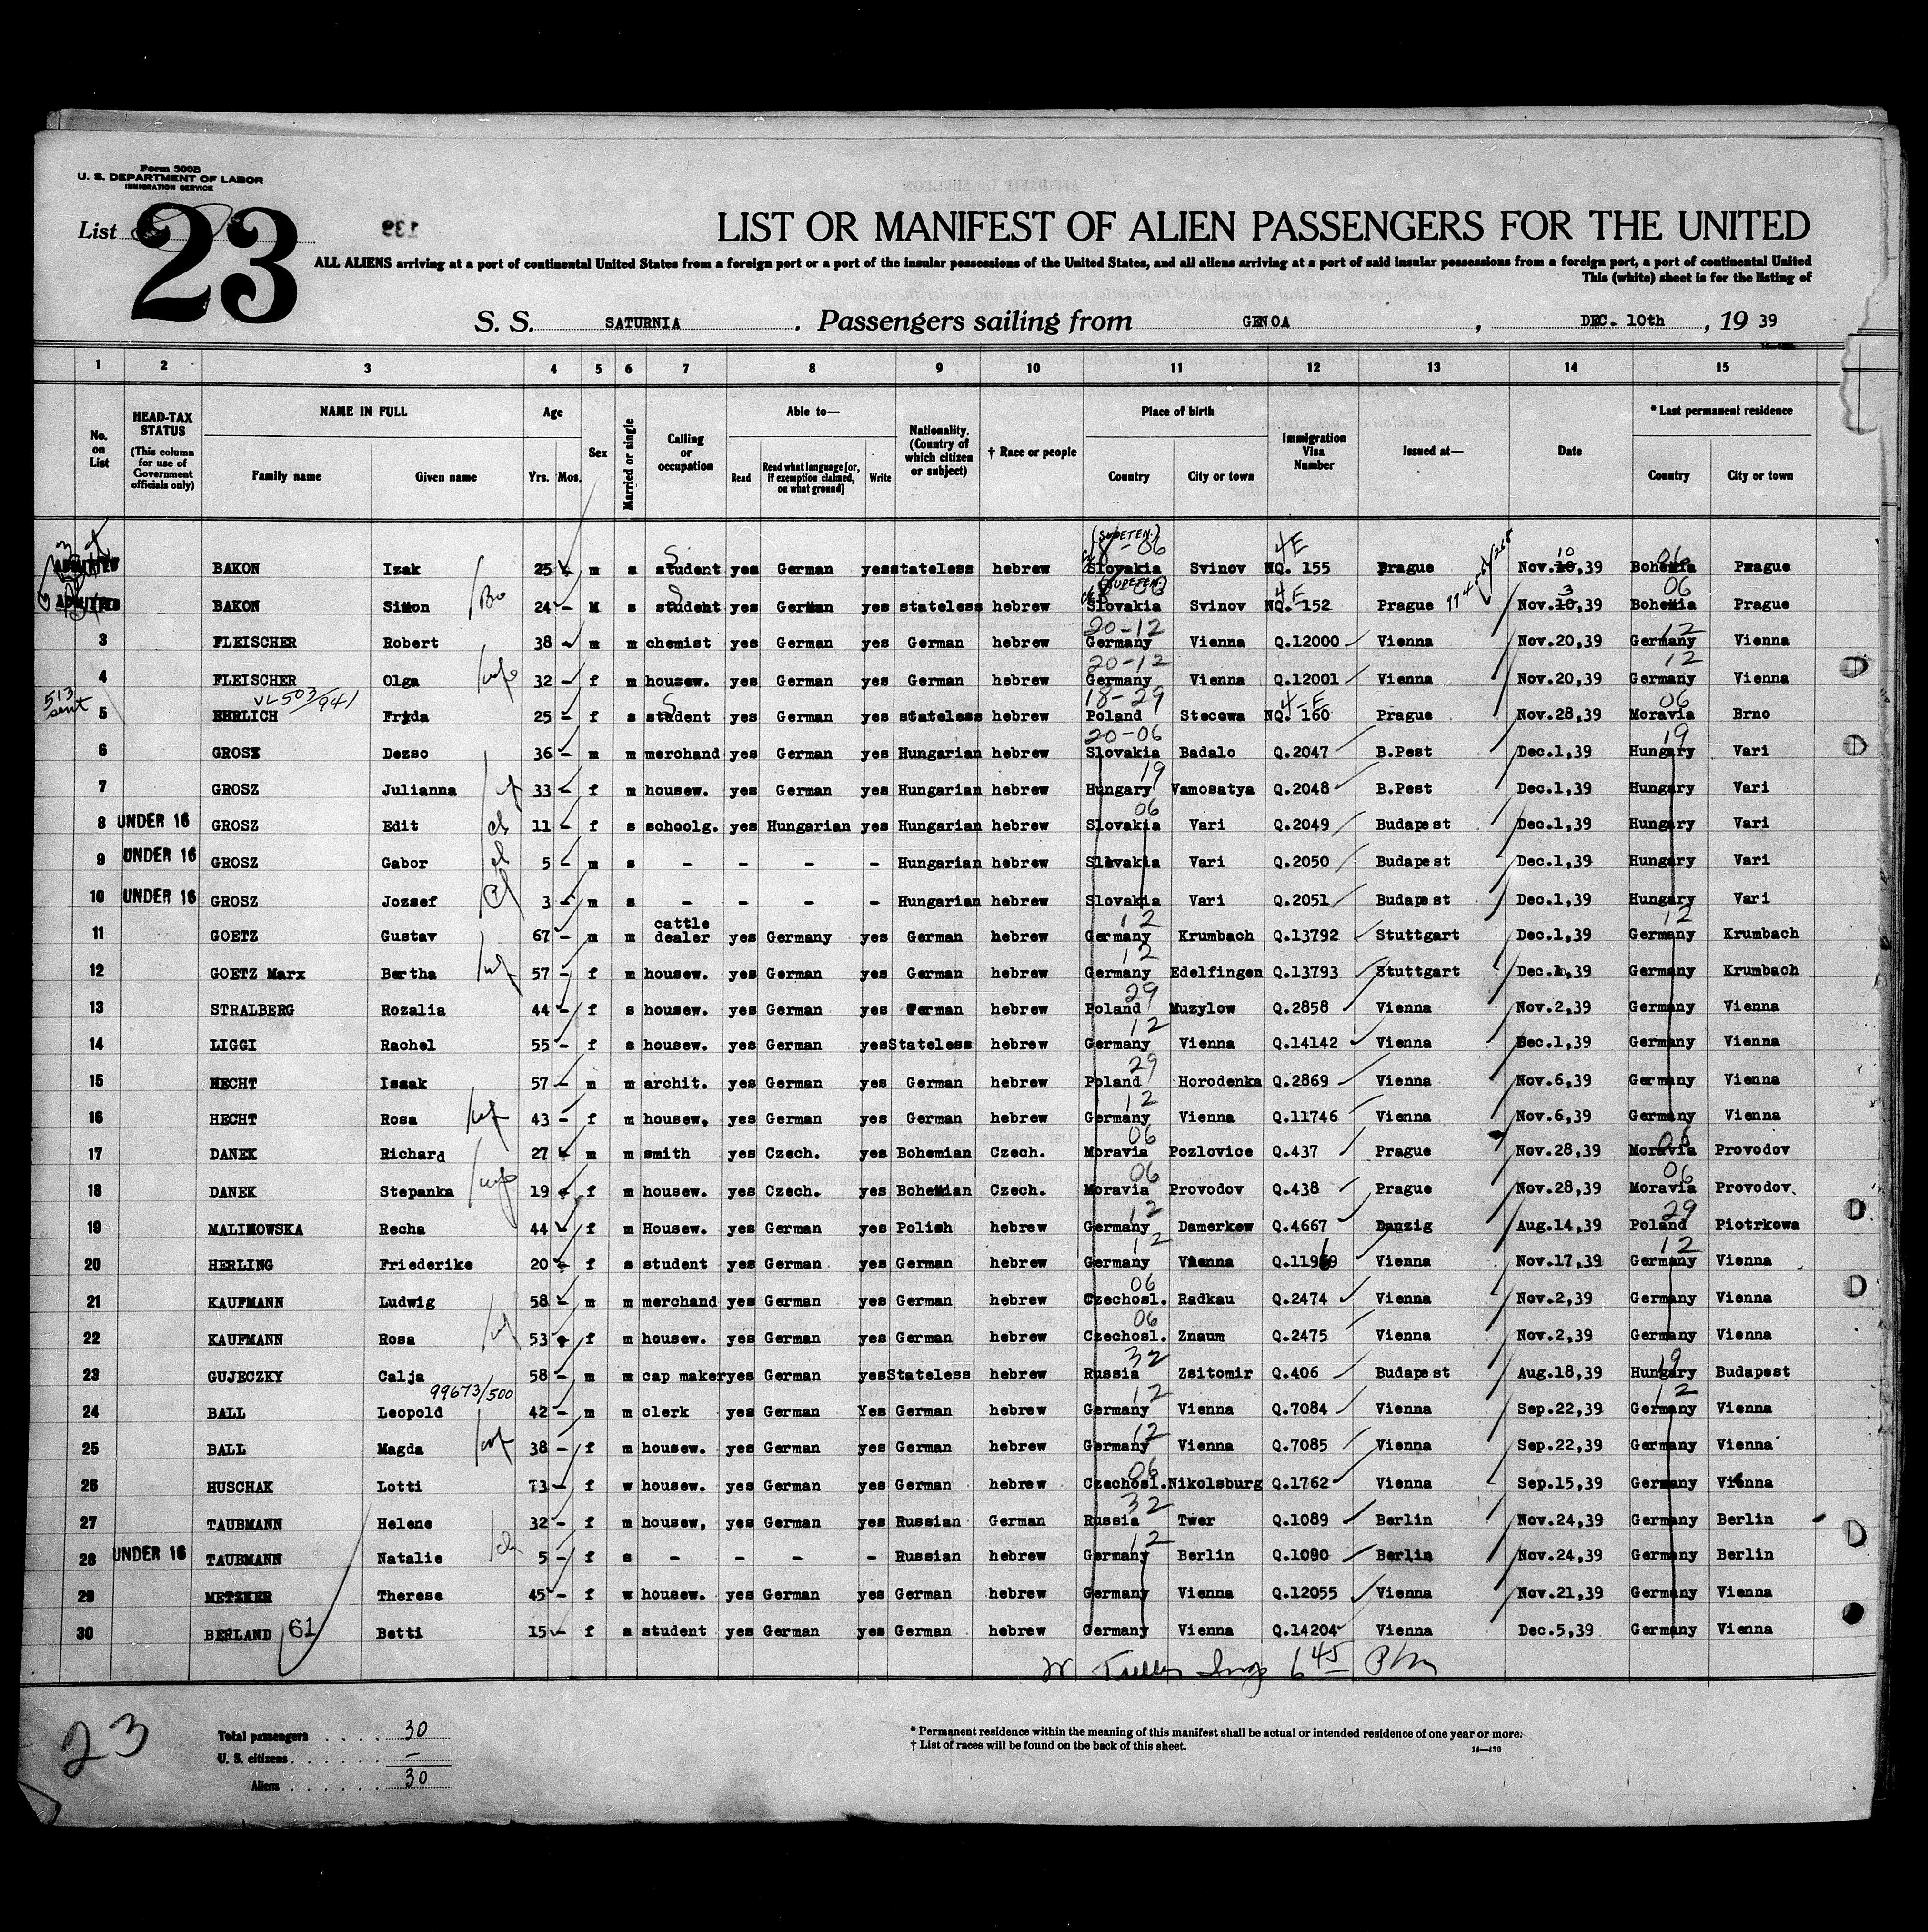 Form 500B
U. S. DEPARTMENT OF LABOR
IMMIGRATION SERVICE
List 23
139
LIST OR MANIFEST OF ALIEN PASSENGERS FOR THE UNITED
ALL ALIENS arriving at a port of continental United States from a foreign port or a port of the insular possessions of the United States, and all aliens arriving at a port of said insular possessions from a foreign port, a port of continental United
This (white) sheet is for the listing of
S. S. SATURNIA. Passengers sailing from GENOA, DEC. 10th, 19 39
1 2 3 4 5 6 7 8 9 10 11 12 13 14 15
No. on List
HEAD-TAX STATUS (This column for use of Government officials only)
NAME IN FULL Family name Given name
Age Yrs. Mos.
Sex
Married or single
Calling or occupation
Able to— Read Read what language [or, if exemption claimed, on what ground] Write
Nationality. (Country of which citizen or subject)
† Race or people
Place of birth Country City or town
Immigration Visa Number
Issued at—
Date
* Last permanent residence Country City or town
(SUDETEN.)
ADMITTED BAKON Izak 25 - m s student yes German yes stateless hebrew Slovakia Svinov NQ. 155 Prague Nov.10,39 Bohemia Prague
(SUDETEN.)
ADMITTED BAKON Simon 24 - M s student yes German yes stateless hebrew Slovakia Svinov NQ. 152 Prague Nov.10,39 Bohemia Prague
3 FLEISCHER Robert 38 - m m chemist yes German yes German hebrew Germany Vienna Q.12000 Vienna Nov.20,39 Germany Vienna
4 FLEISCHER Olga 32 - f m housew. yes German yes German hebrew Germany Vienna Q.12001 Vienna Nov.20,39 Germany Vienna
513 sent VL 503/941
5 EHRLICH Fryda 25 - f s student yes German yes stateless hebrew Poland Stecowa NQ. 160 Prague Nov.28,39 Moravia Brno
6 GROSZ Dezso 36 - m m merchand yes German yes Hungarian hebrew Slovakia Badalo Q.2047 B.Pest Dec.1,39 Hungary Vari
7 GROSZ Julianna 33 - f m housew. yes German yes Hungarian hebrew Hungary Vamosatya Q.2048 B.Pest Dec.1,39 Hungary Vari
8 UNDER 16 GROSZ Edit 11 - f s schoolg. yes Hungarian yes Hungarian hebrew Slovakia Vari Q.2049 Budapest Dec.1,39 Hungary Vari
9 UNDER 16 GROSZ Gabor 5 - m s - - - - Hungarian hebrew Slovakia Vari Q.2050 Budapest Dec.1,39 Hungary Vari
10 UNDER 16 GROSZ Jozsef 3 - m s - - - - Hungarian hebrew Slovakia Vari Q.2051 Budapest Dec.1,39 Hungary Vari
11 GOETZ Gustav 67 - m m cattle dealer yes Germany yes German hebrew Germany Krumbach Q.13792 Stuttgart Dec.1,39 Germany Krumbach
12 GOETZ Marx Bertha 57 - f m housew. yes German yes German hebrew Germany Edelfingen Q.13793 Stuttgart Dec.1,39 Germany Krumbach
13 STRALBERG Rozalia 44 - f s housew. yes German yes German hebrew Poland Muzylow Q.2858 Vienna Nov.2,39 Germany Vienna
14 LIGGI Rachel 55 - f s housew. yes German yes Stateless hebrew Germany Vienna Q.14142 Vienna Dec.1,39 Germany Vienna
15 HECHT Isaak 57 - m m archit. yes German yes German hebrew Poland Horodenka Q.2869 Vienna Nov.6,39 Germany Vienna
16 HECHT Rosa 43 - f m housew. yes German yes German hebrew Germany Vienna Q.11746 Vienna Nov.6,39 Germany Vienna
17 DANEK Richard 27 - m m smith yes Czech. yes Bohemian Czech. Moravia Pozlovice Q.437 Prague Nov.28,39 Moravia Provodov
18 DANEK Stepanka 19 - f m housew. yes Czech. yes Bohemian Czech. Moravia Provodov Q.438 Prague Nov.28,39 Moravia Provodov
19 MALINOWSKA Recha 44 - f m Housew. yes German yes Polish hebrew Germany Damerkow Q.4667 Danzig Aug.14,39 Poland Piotrkowa
20 HERLING Friederike 20 - f s student yes German yes German hebrew Germany Vienna Q.11969 Vienna Nov.17,39 Germany Vienna
21 KAUFMANN Ludwig 58 - m m merchand yes German yes German hebrew Czechosl. Radkau Q.2474 Vienna Nov.2,39 Germany Vienna
22 KAUFMANN Rosa 53 - f m housew. yes German yes German hebrew Czechosl. Znaum Q.2475 Vienna Nov.2,39 Germany Vienna
23 GUJECZKY Calja 58 - m m cap maker yes German yes Stateless hebrew Russia Zsitomir Q.406 Budapest Aug.18,39 Hungary Budapest
99673/500
24 BALL Leopold 42 - m m clerk yes German Yes German hebrew Germany Vienna Q.7084 Vienna Sep.22,39 Germany Vienna
25 BALL Magda 38 - f m housew. yes German yes German hebrew Germany Vienna Q.7085 Vienna Sep.22,39 Germany Vienna
26 HUSCHAK Lotti 73 - f w housew. yes German yes German hebrew Czechosl. Nikolsburg Q.1762 Vienna Sep.15,39 Germany Vienna
27 TAUBMANN Helene 32 - f m housew, yes German yes Russian German Russia Twer Q.1089 Berlin Nov.24,39 Germany Berlin
28 UNDER 16 TAUBMANN Natalie 5 - f s - - - - Russian hebrew Germany Berlin Q.1090 Berlin Nov.24,39 Germany Berlin
29 METZKER Therese 45 - f w housew. yes German yes German hebrew Germany Vienna Q.12055 Vienna Nov.21,39 Germany Vienna
30 BERLAND 61 Betti 15 - f s student yes German yes German hebrew Germany Vienna Q.14204 Vienna Dec.5,39 Germany Vienna
6 45
23
Total passengers . . . . 30
U. S. citizens . . . . . . –
Aliens . . . . . . 30
* Permanent residence within the meaning of this manifest shall be actual or intended residence of one year or more.
† List of races will be found on the back of this sheet.
14—430